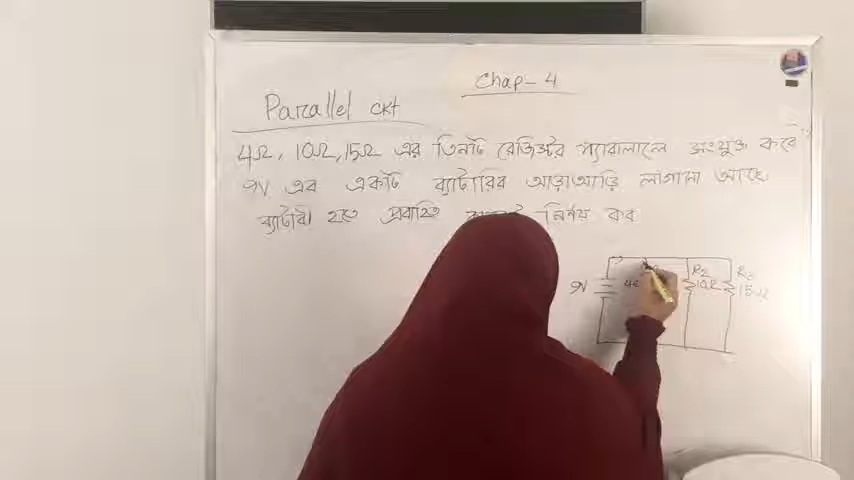 Chap-4
Parallel ckt
4Ω, 10Ω, 15Ω এর তিনটি রেজিস্টর প্যারালালে সংযুক্ত করে
9V এর একটি ব্যাটারির আড়াআড়ি লাগানো আছে
ব্যাটারী হতে প্রবাহিত নির্ণয় কর
R2 R3
9V 10Ω 15Ω